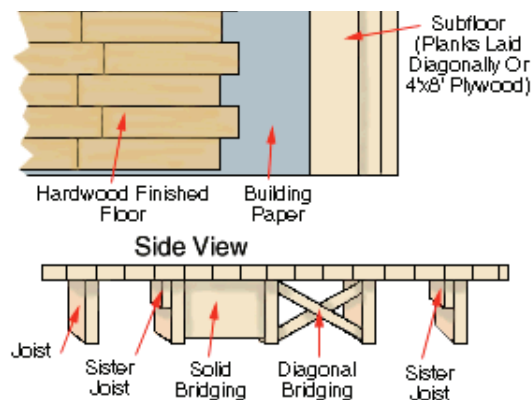 Subfloor
(Planks Laid
Diagonally Or
4'x8' Plywood)
Hardwood Finished
Floor
Building
Paper
Side View
Joist
Sister
Joist
Solid
Bridging
Diagonal
Bridging
Sister
Joist